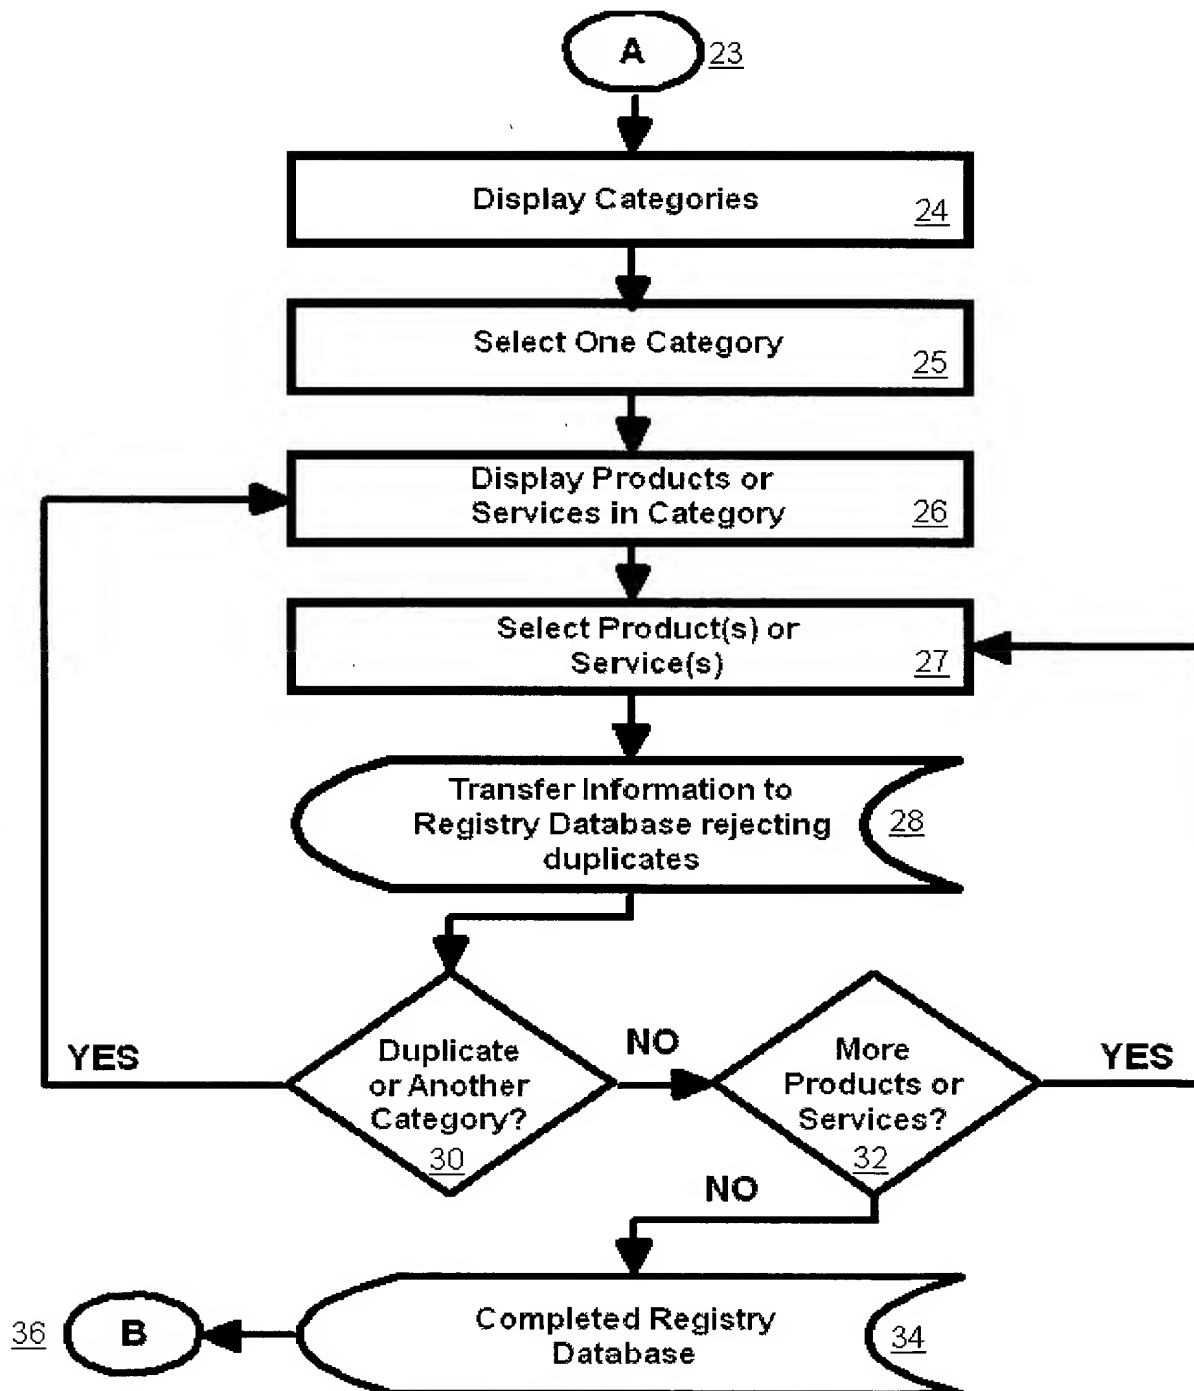 A 23
Display Categories
24
Select One Category
25
Display Products or
Services in Category
26
Select Product(s) or
Service(s)
27
Transfer Information to
Registry Database rejecting
duplicates
28
YES
Duplicate
or Another
Category?
30
NO
More
Products or
Services?
32
YES
NO
Completed Registry
Database
34
36 B